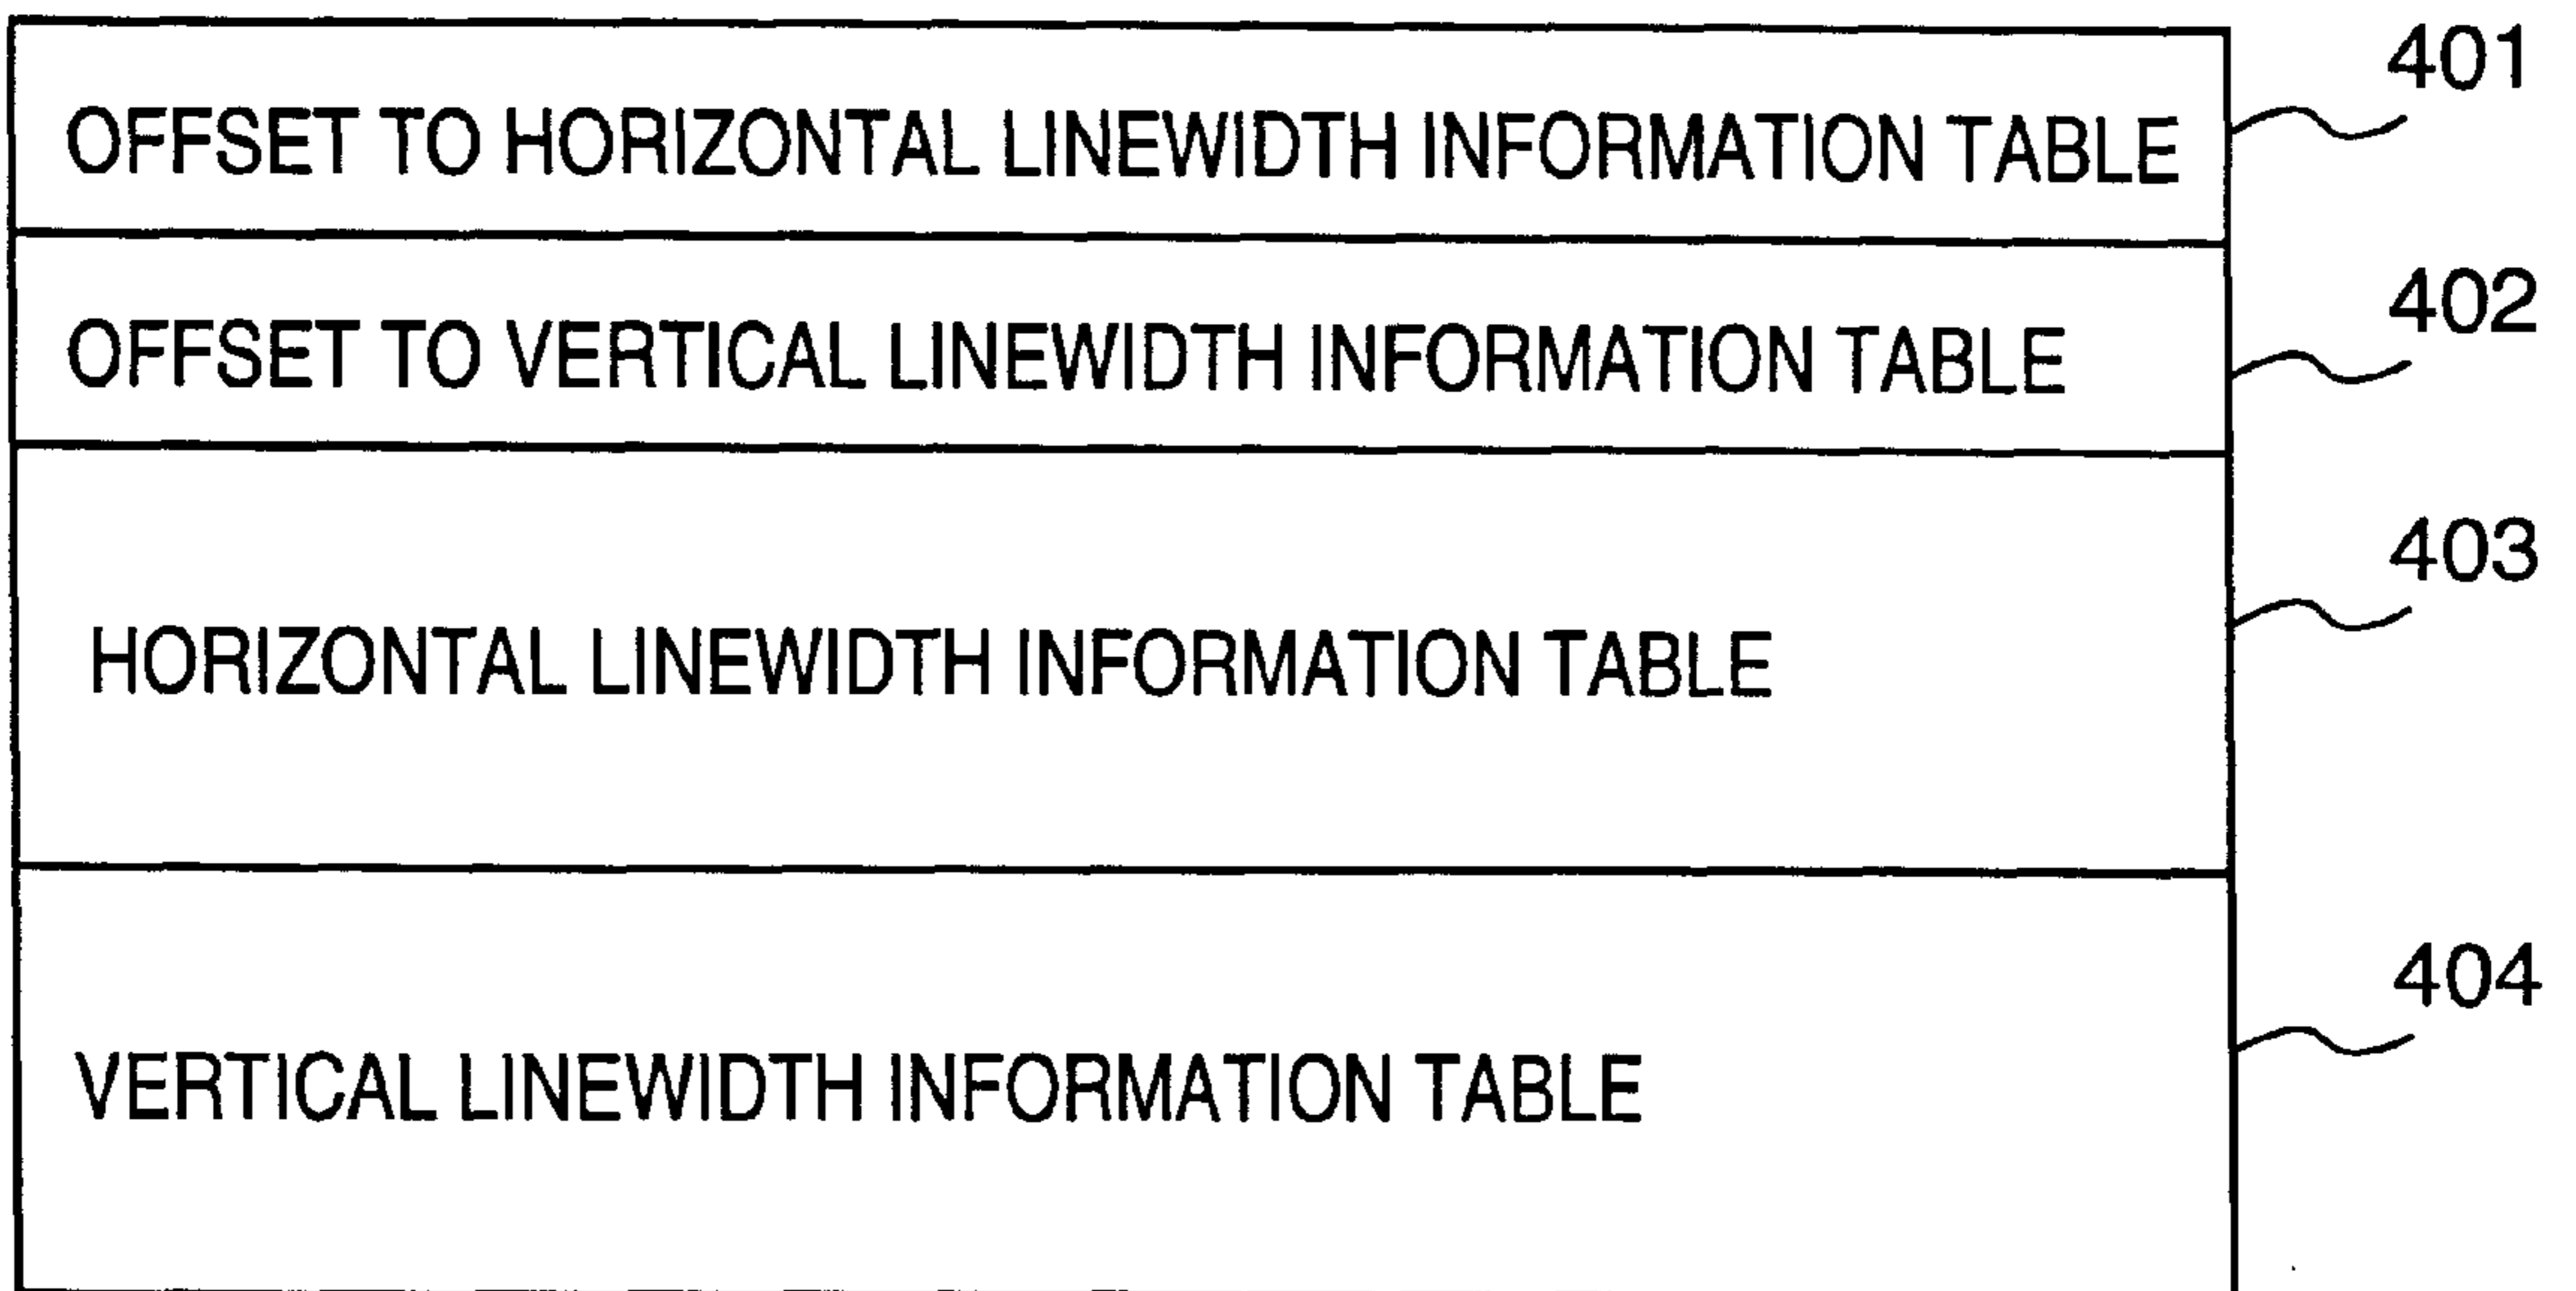 401
OFFSET TO HORIZONTAL LINEWIDTH INFORMATION TABLE
402
OFFSET TO VERTICAL LINEWIDTH INFORMATION TABLE
403
HORIZONTAL LINEWIDTH INFORMATION TABLE
404
VERTICAL LINEWIDTH INFORMATION TABLE